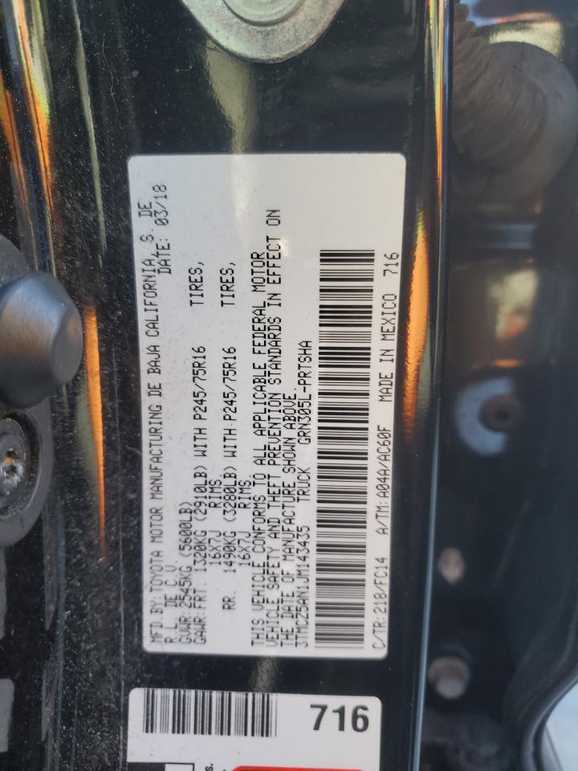 MFD BY:TOYOTA MOTOR MANUFACTURING DE BAJA CALIFORNIA, S. DE
R. L. DE C.V. DATE: 03/18
GVWR:2545KG(5600LB)
GAWR:FRT. 1320KG (2910LB) WITH P245/75R16 TIRES,
16X7J RIMS
RR. 1490KG (3280LB) WITH P245/75R16 TIRES,
16X7J RIMS
THIS VEHICLE CONFORMS TO ALL APPLICABLE FEDERAL MOTOR
VEHICLE SAFETY AND THEFT PREVENTION STANDARDS IN EFFECT ON
THE DATE OF MANUFACTURE SHOWN ABOVE.
3TMCZ5AN1JM143435 TRUCK GRN305L-PRTSHA
C/TR:218/FC14 A/TM:A04A/AC60F MADE IN MEXICO 716
716